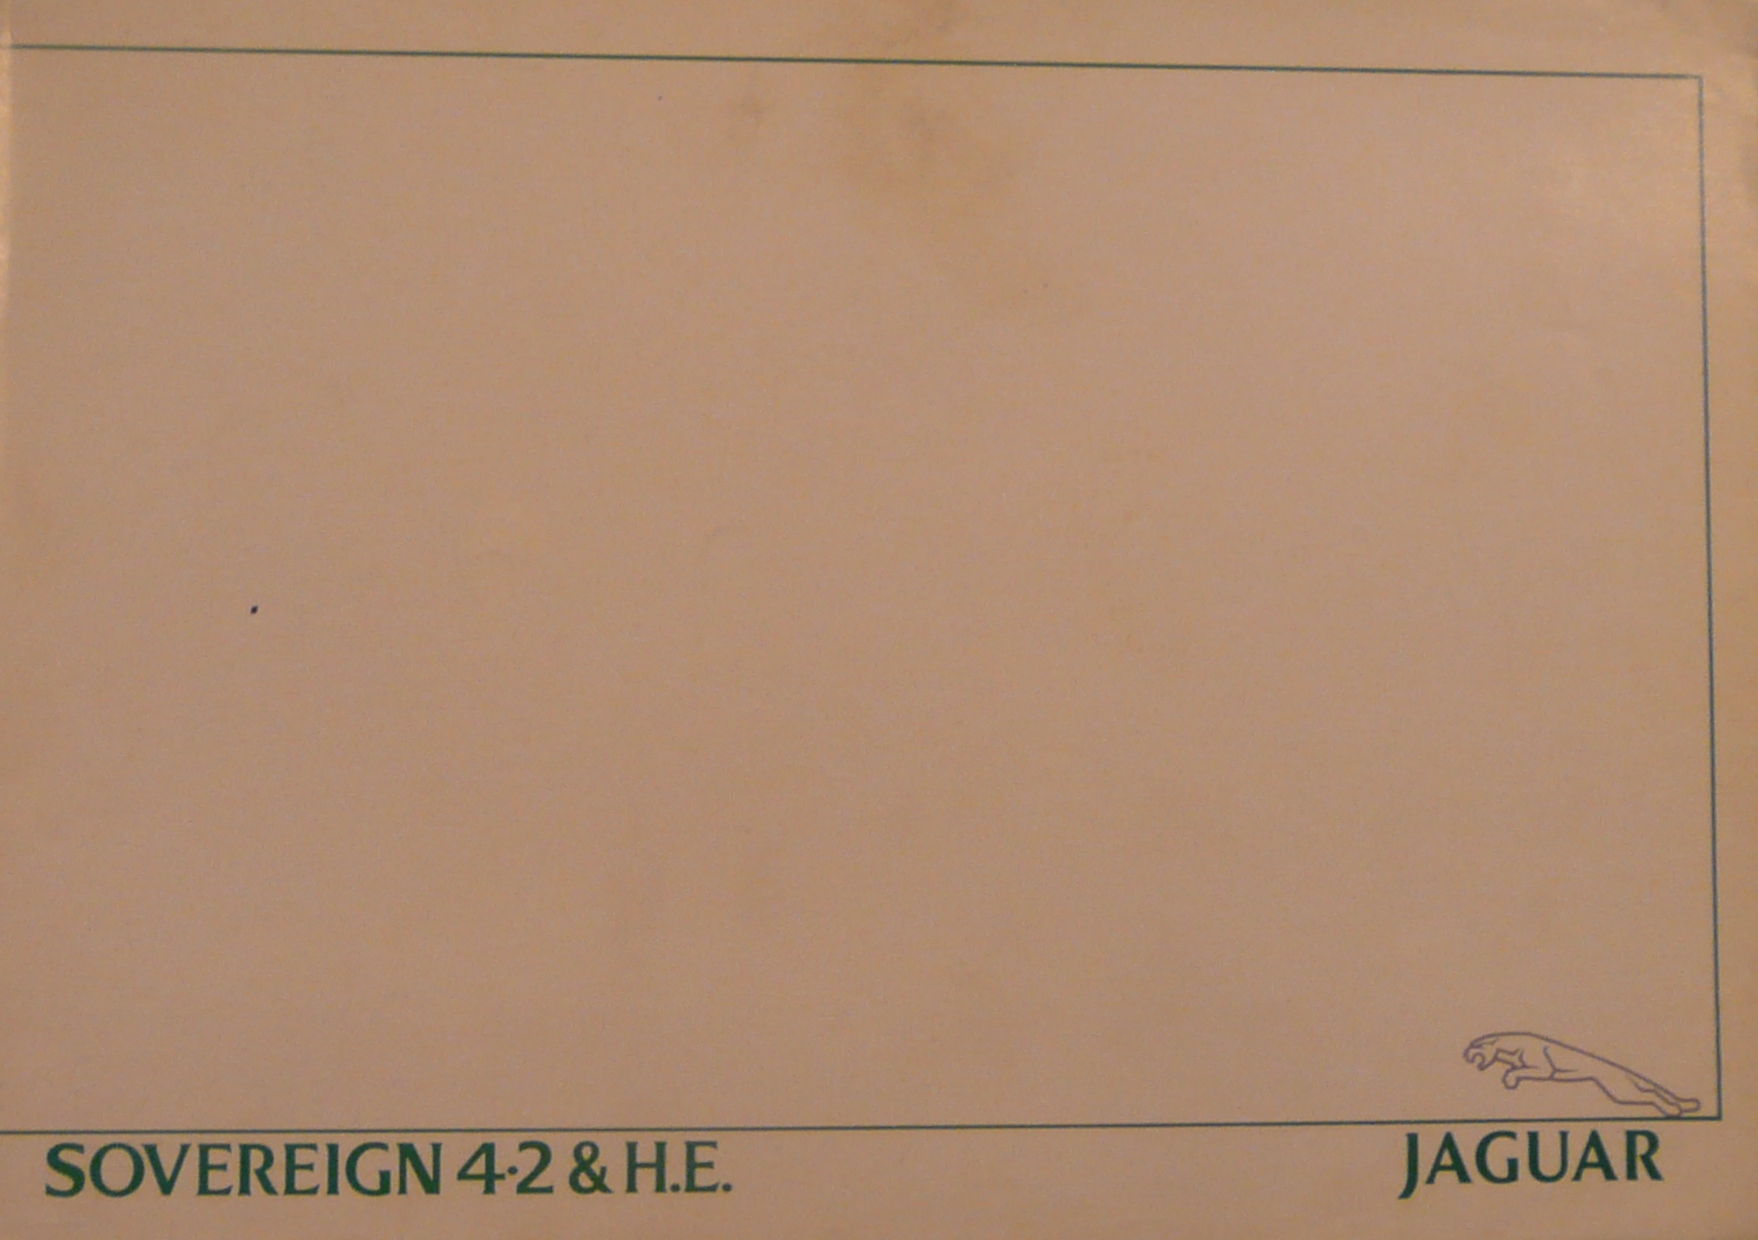 SOVEREIGN 4·2 & H.E.
JAGUAR